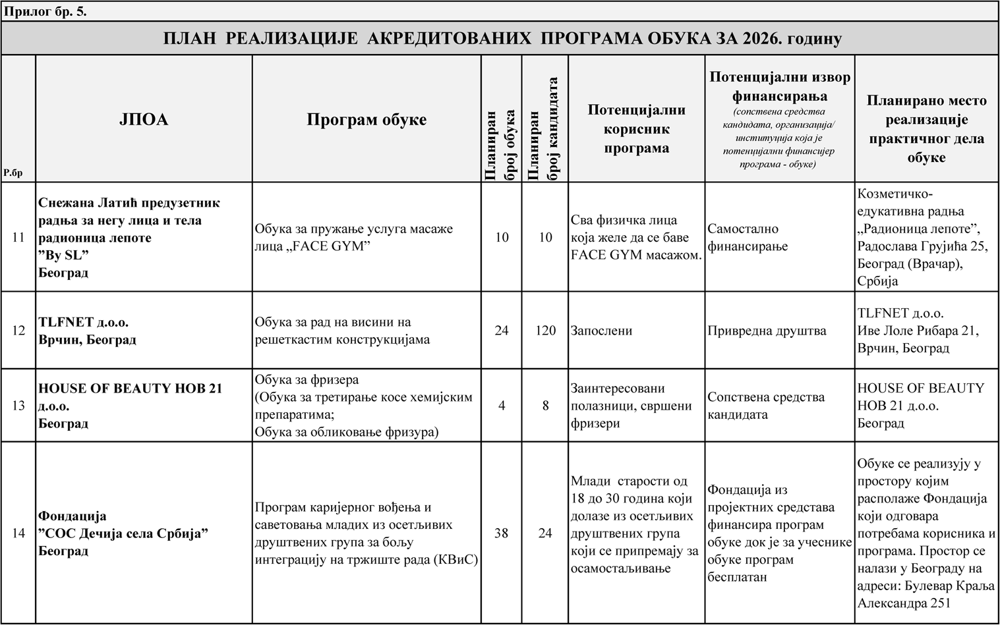 Прилог бр. 5.
ПЛАН РЕАЛИЗАЦИЈЕ АКРЕДИТОВАНИХ ПРОГРАМА ОБУКА ЗА 2026. годину
Р.бр
ЈПОА
Програм обуке
Планиран
број обука
Планиран
број кандидата
Потенцијални
корисник
програма
Потенцијални извор
финансирања
(сопствена средства
кандидата, организација/
институција која је
потенцијални финансијер
програма - обуке)
Планирано место
реализације
практичног дела
обуке
11
Снежана Латић предузетник
радња за негу лица и тела
радионица лепоте
”By SL”
Београд
Обука за пружање услуга масаже
лица „FACE GYM”
10
10
Сва физичка лица
која желе да се баве
FACE GYM масажом.
Самостално
финансирање
Козметичко-
едукативна радња
„Радионица лепоте”,
Радослава Грујића 25,
Београд (Врачар),
Србија
12
TLFNET д.о.о.
Врчин, Београд
Обука за рад на висини на
решеткастим конструкцијама
24
120
Запослени
Привредна друштва
TLFNET д.о.о.
Иве Лоле Рибара 21,
Врчин, Београд
13
HOUSE OF BEAUTY HOB 21
д.о.о.
Београд
Обука за фризера
(Обука за третирање косе хемијским
препаратима;
Обука за обликовање фризура)
4
8
Заинтересовани
полазници, свршени
фризери
Сопствена средства
кандидата
HOUSE OF BEAUTY
HOB 21 д.о.о.
Београд
14
Фондација
”СОС Дечија села Србија”
Београд
Програм каријерног вођења и
саветовања младих из осетљивих
друштвених група за бољу
интеграцију на тржиште рада (КВиС)
38
24
Млади старости од
18 до 30 година који
долазе из осетљивих
друштвених група
који се припремају за
осамостаљивање
Фондација из
пројектних средстава
финансира програм
обуке док је за учеснике
обуке програм
бесплатан
Обуке се реализују у
простору којим
располаже Фондација
који одговара
потребама корисника и
програма. Простор се
налази у Београду на
адреси: Булевар Краља
Александра 251